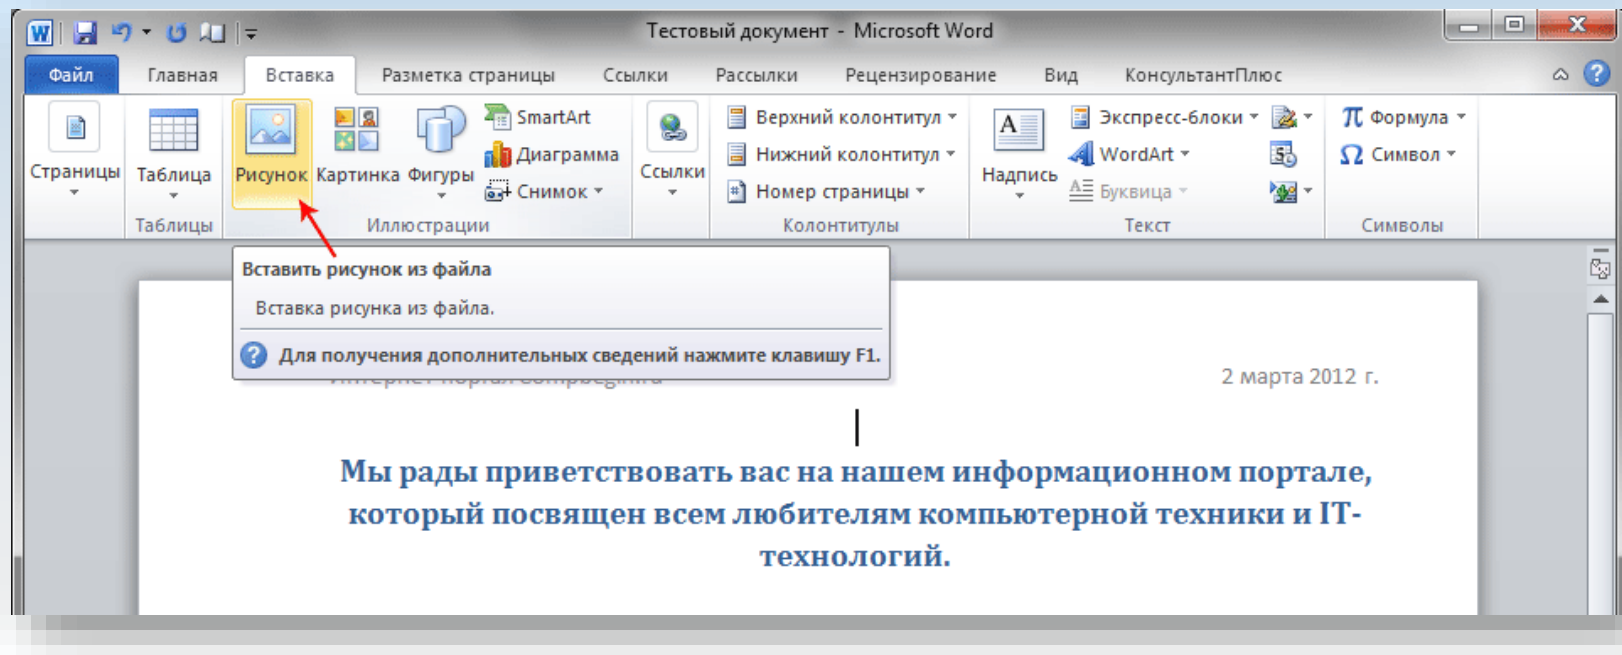 Тестовый документ - Microsoft Word
Файл Главная Вставка Разметка страницы Ссылки Рассылки Рецензирование Вид КонсультантПлюс
Страницы
Таблица
Таблицы
Рисунок Картинка Фигуры
SmartArt
Диаграмма
Снимок
Иллюстрации
Ссылки
Верхний колонтитул
Нижний колонтитул
Номер страницы
Колонтитулы
Надпись
Экспресс-блоки
WordArt
Буквица
Текст
Формула
Символ
Символы
Вставить рисунок из файла
Вставка рисунка из файла.
Для получения дополнительных сведений нажмите клавишу F1.
2 марта 2012 г.
Мы рады приветствовать вас на нашем информационном портале,
который посвящен всем любителям компьютерной техники и IT-
технологий.